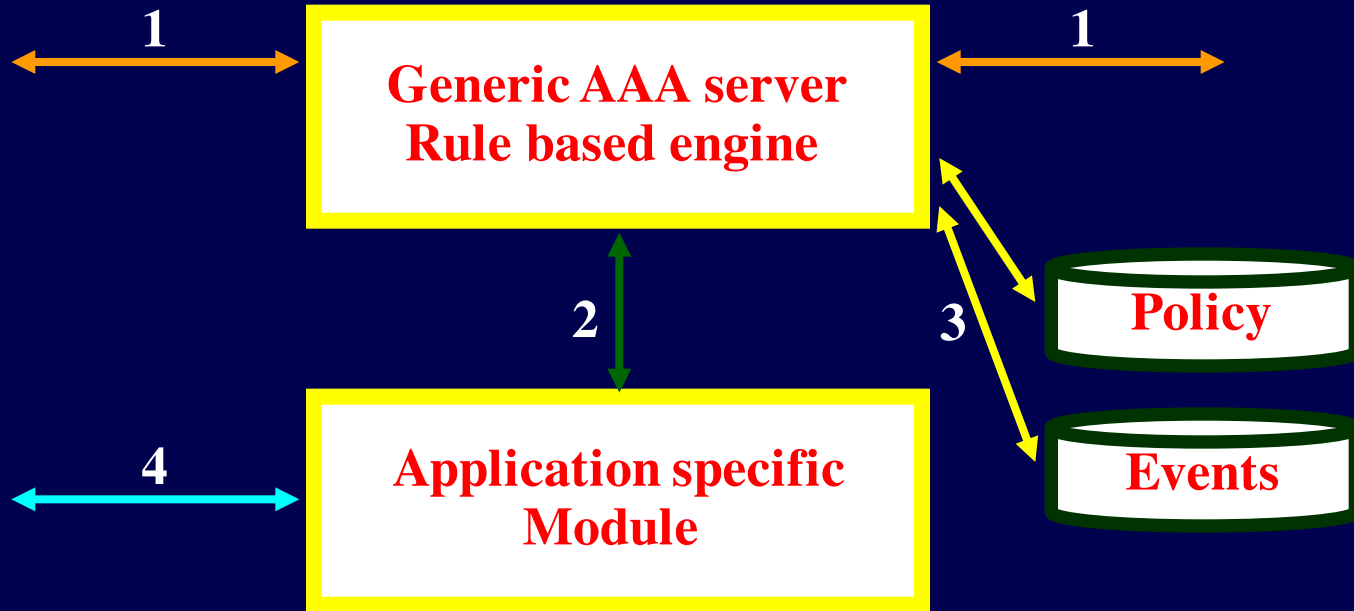 1
1
Generic AAA server
Rule based engine
2
3
Policy
4
Application specific
Module
Events